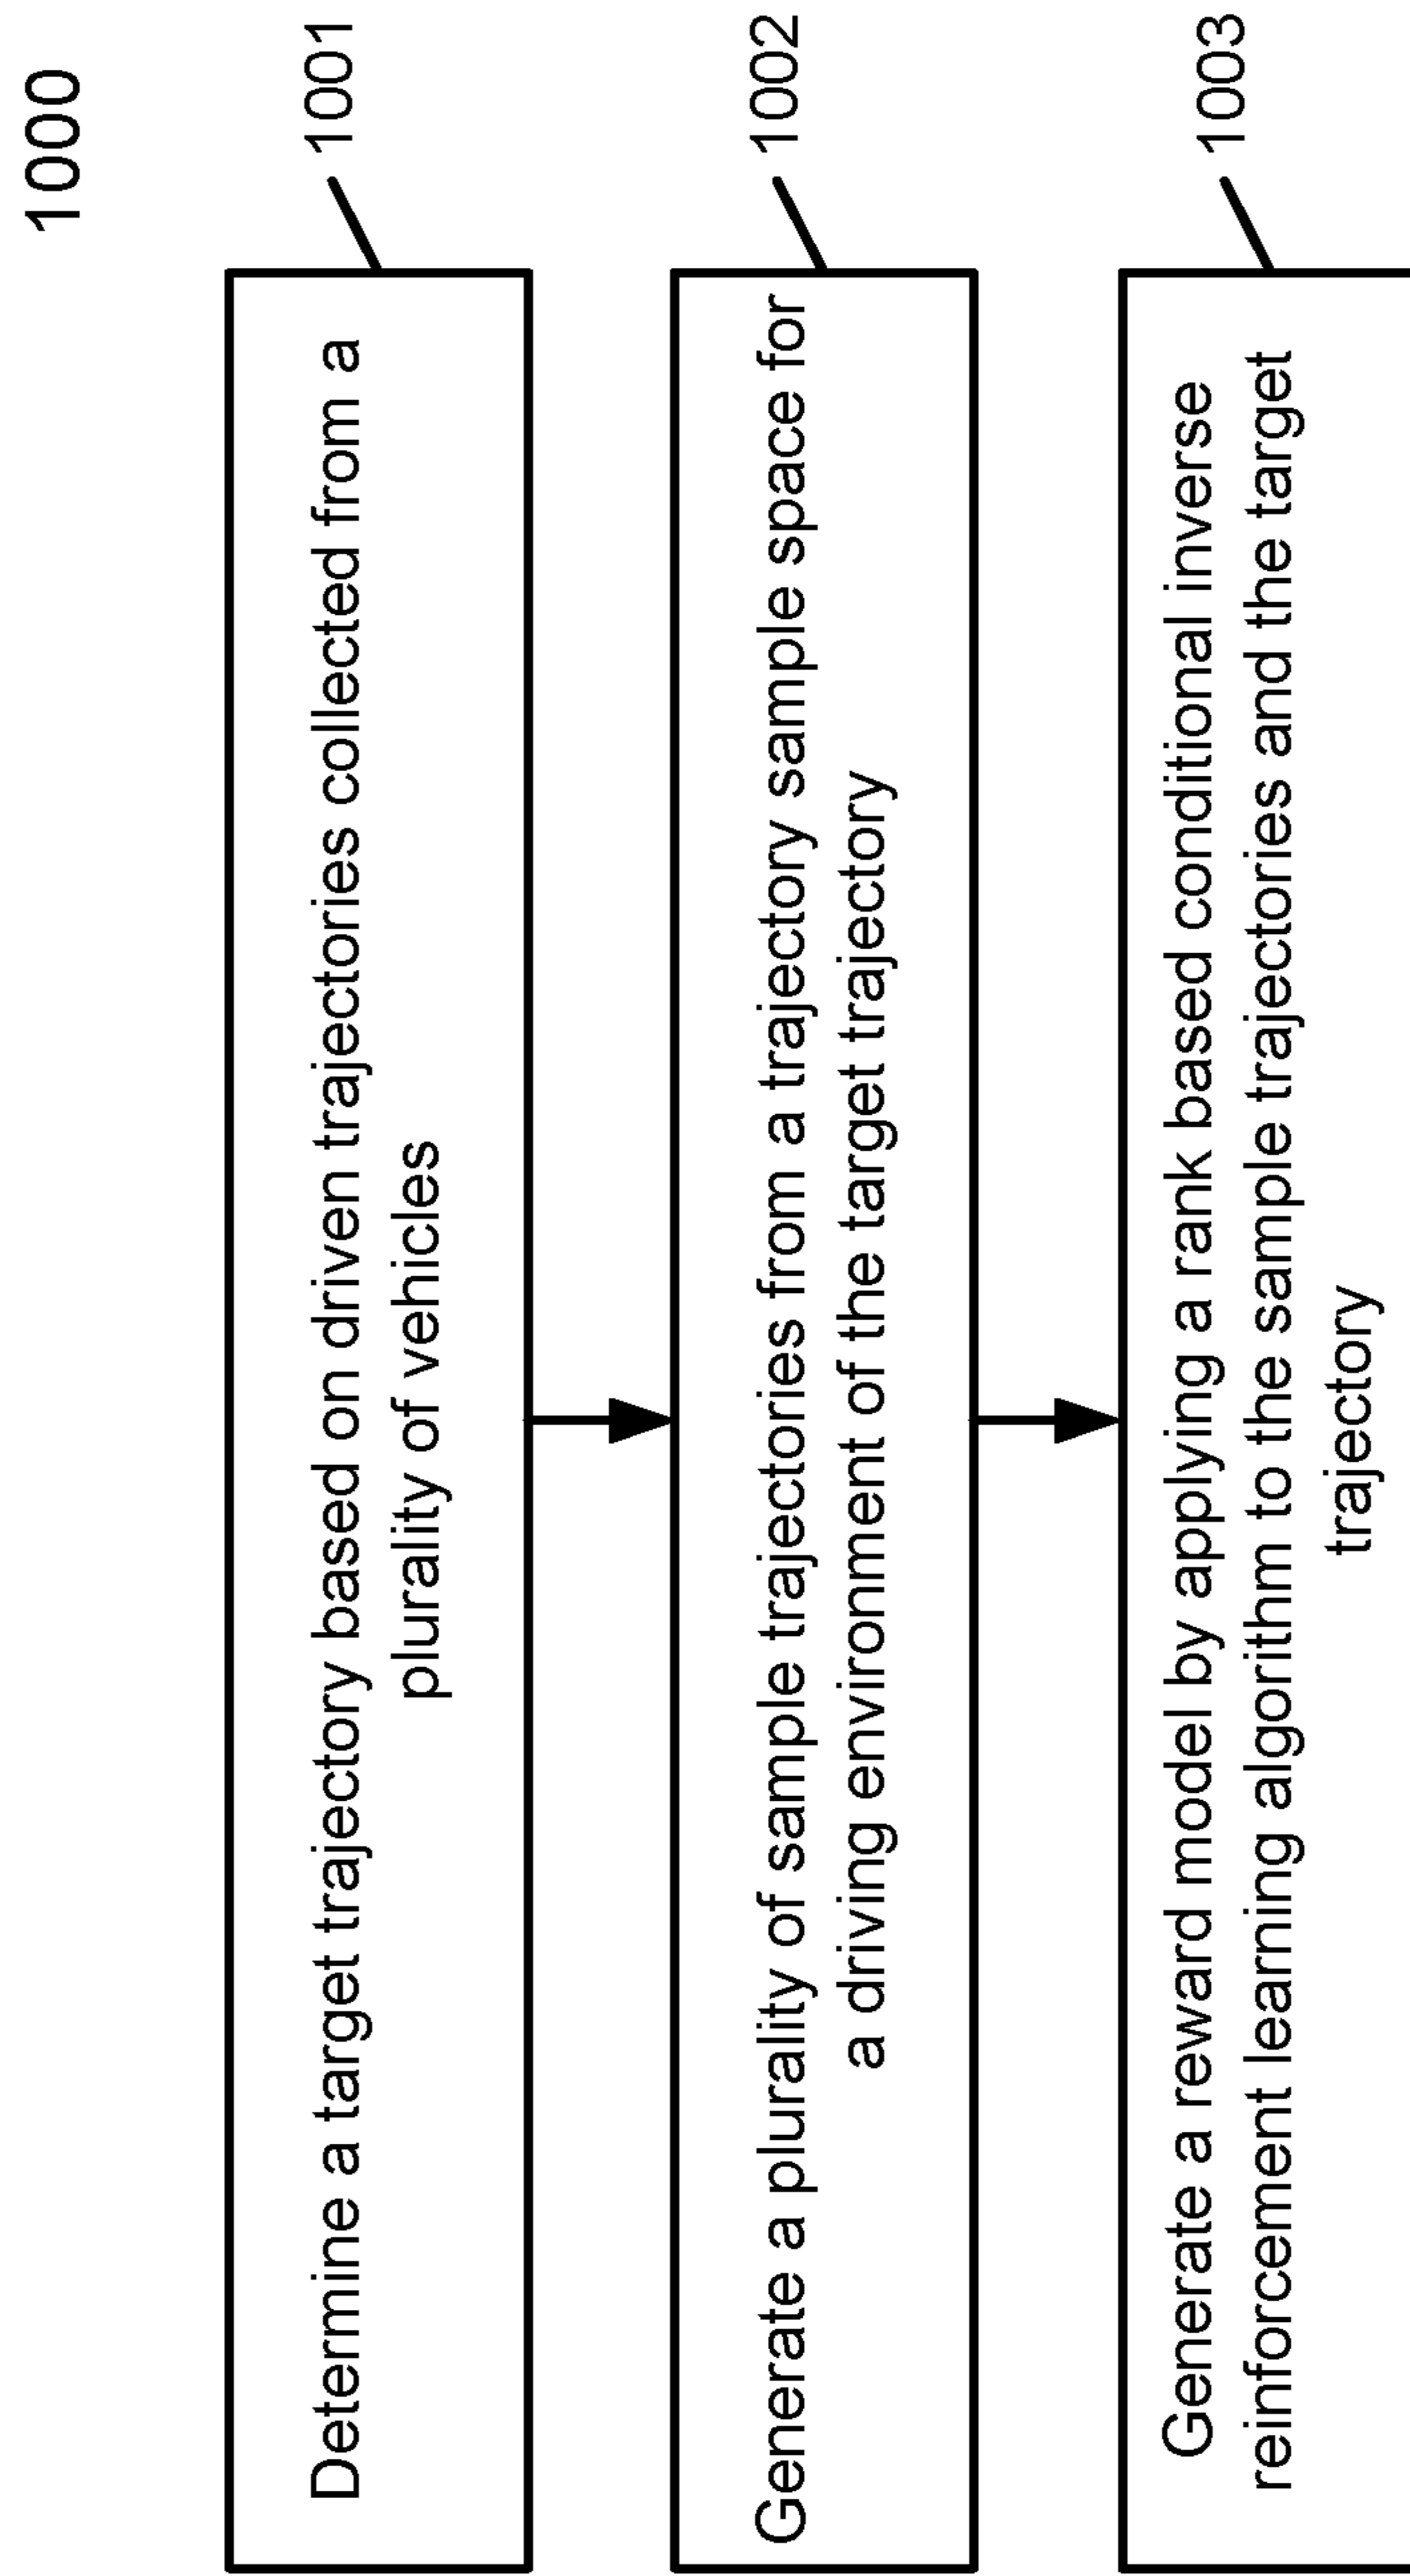 1000
Determine a target trajectory based on driven trajectories collected from a
plurality of vehicles
1001
Generate a plurality of sample trajectories from a trajectory sample space for
a driving environment of the target trajectory
1002
Generate a reward model by applying a rank based conditional inverse
reinforcement learning algorithm to the sample trajectories and the target
trajectory
1003